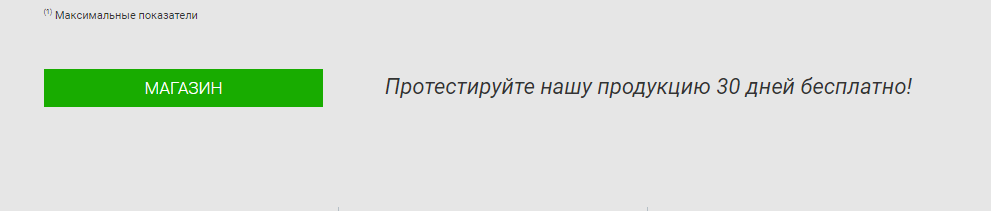 (1) Максимальные показатели
МАГАЗИН
Протестируйте нашу продукцию 30 дней бесплатно!